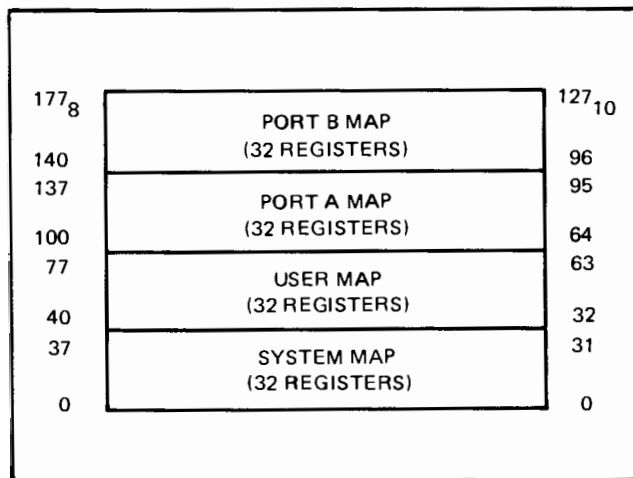 177₈ 127₁₀
PORT B MAP
(32 REGISTERS)
140 96
137 95
PORT A MAP
(32 REGISTERS)
100 64
77 63
USER MAP
(32 REGISTERS)
40 32
37 31
SYSTEM MAP
(32 REGISTERS)
0 0